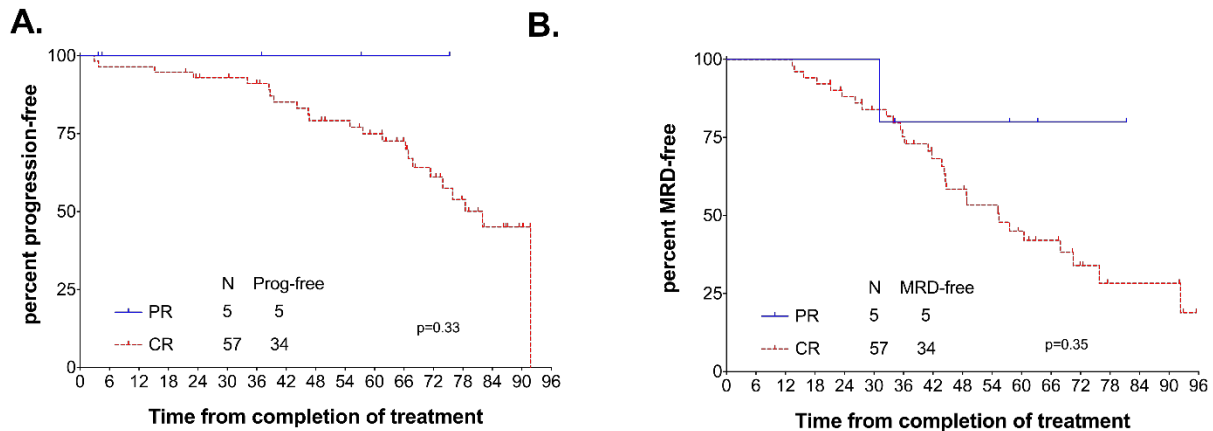 A.
percent progression-free
100
75
50
25
0
N Prog-free
PR 5 5
CR 57 34
p=0.33
0 6 12 18 24 30 36 42 48 54 60 66 72 78 84 90 96
Time from completion of treatment
B.
percent MRD-free
100
75
50
25
0
N MRD-free
PR 5 5
CR 57 34
p=0.35
0 6 12 18 24 30 36 42 48 54 60 66 72 78 84 90 96
Time from completion of treatment